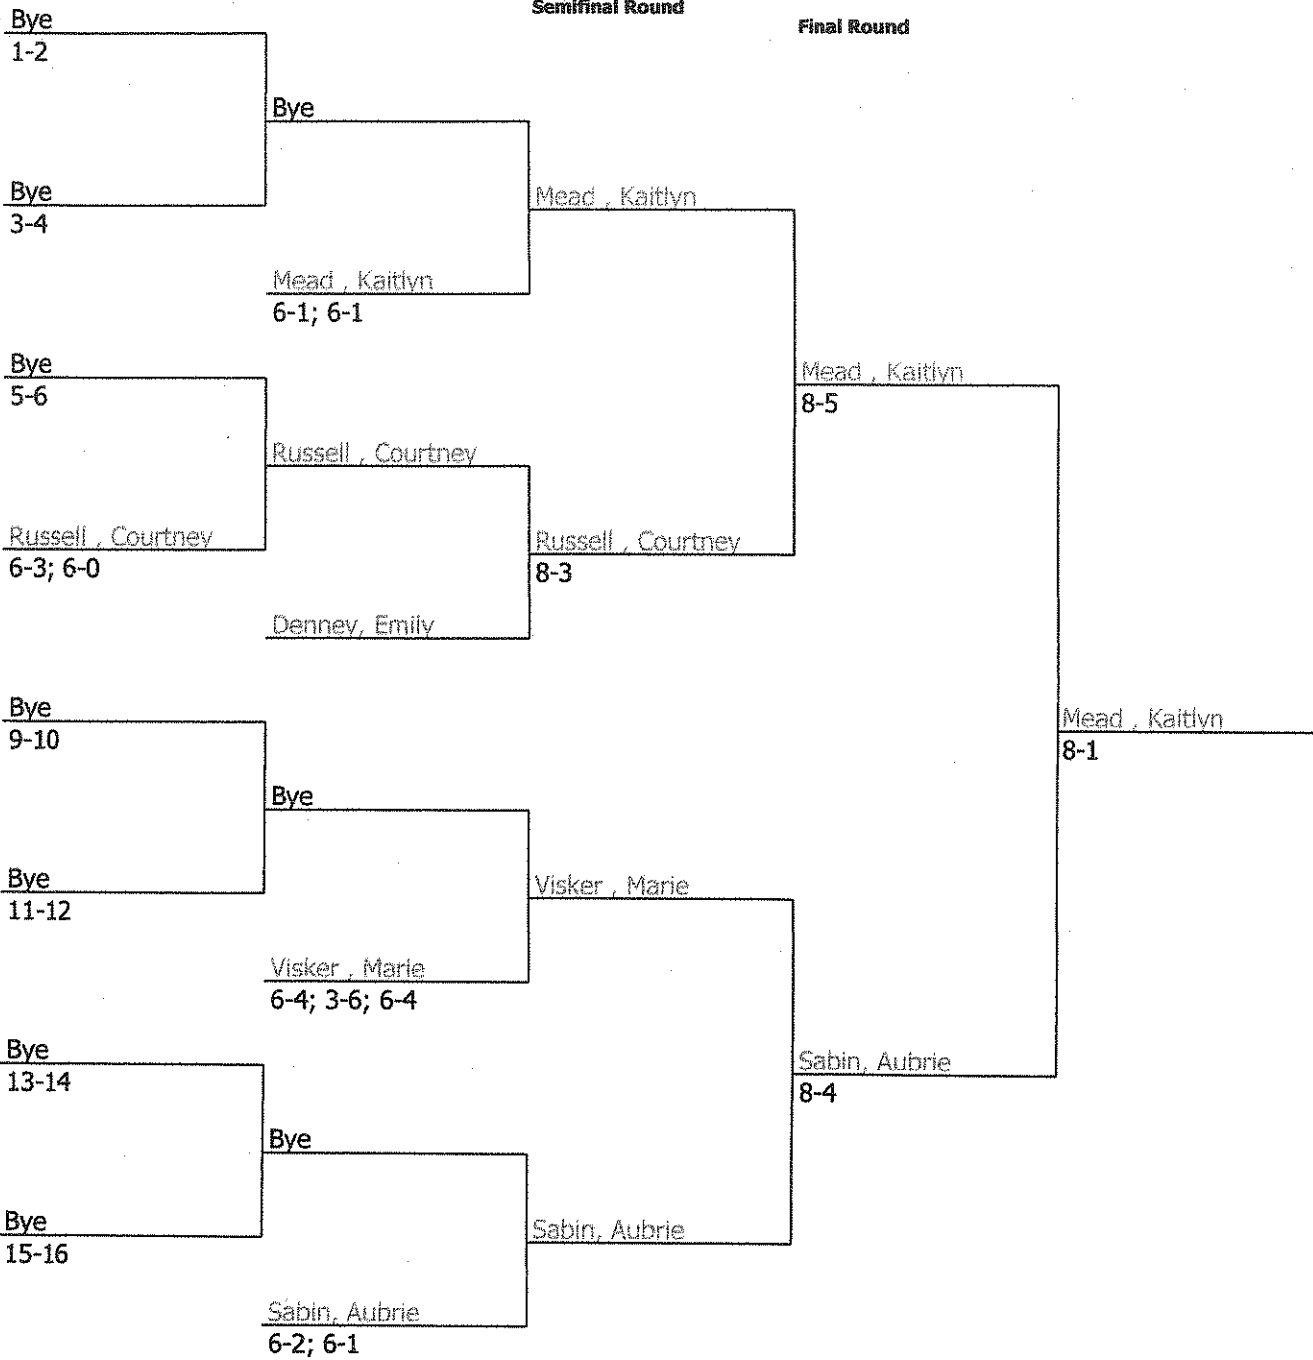 Semifinal Round
Final Round
Bye
1-2
Bye
Bye
3-4
Mead , Kaitlyn
Mead , Kaitlyn
6-1; 6-1
Bye
5-6
Mead , Kaitlyn
8-5
Russell , Courtney
Russell , Courtney
6-3; 6-0
Russell , Courtney
8-3
Denney, Emily
Bye
9-10
Mead , Kaitlyn
8-1
Bye
Bye
11-12
Visker , Marie
Visker , Marie
6-4; 3-6; 6-4
Bye
13-14
Sabin, Aubrie
8-4
Bye
Bye
15-16
Sabin, Aubrie
Sabin, Aubrie
6-2; 6-1